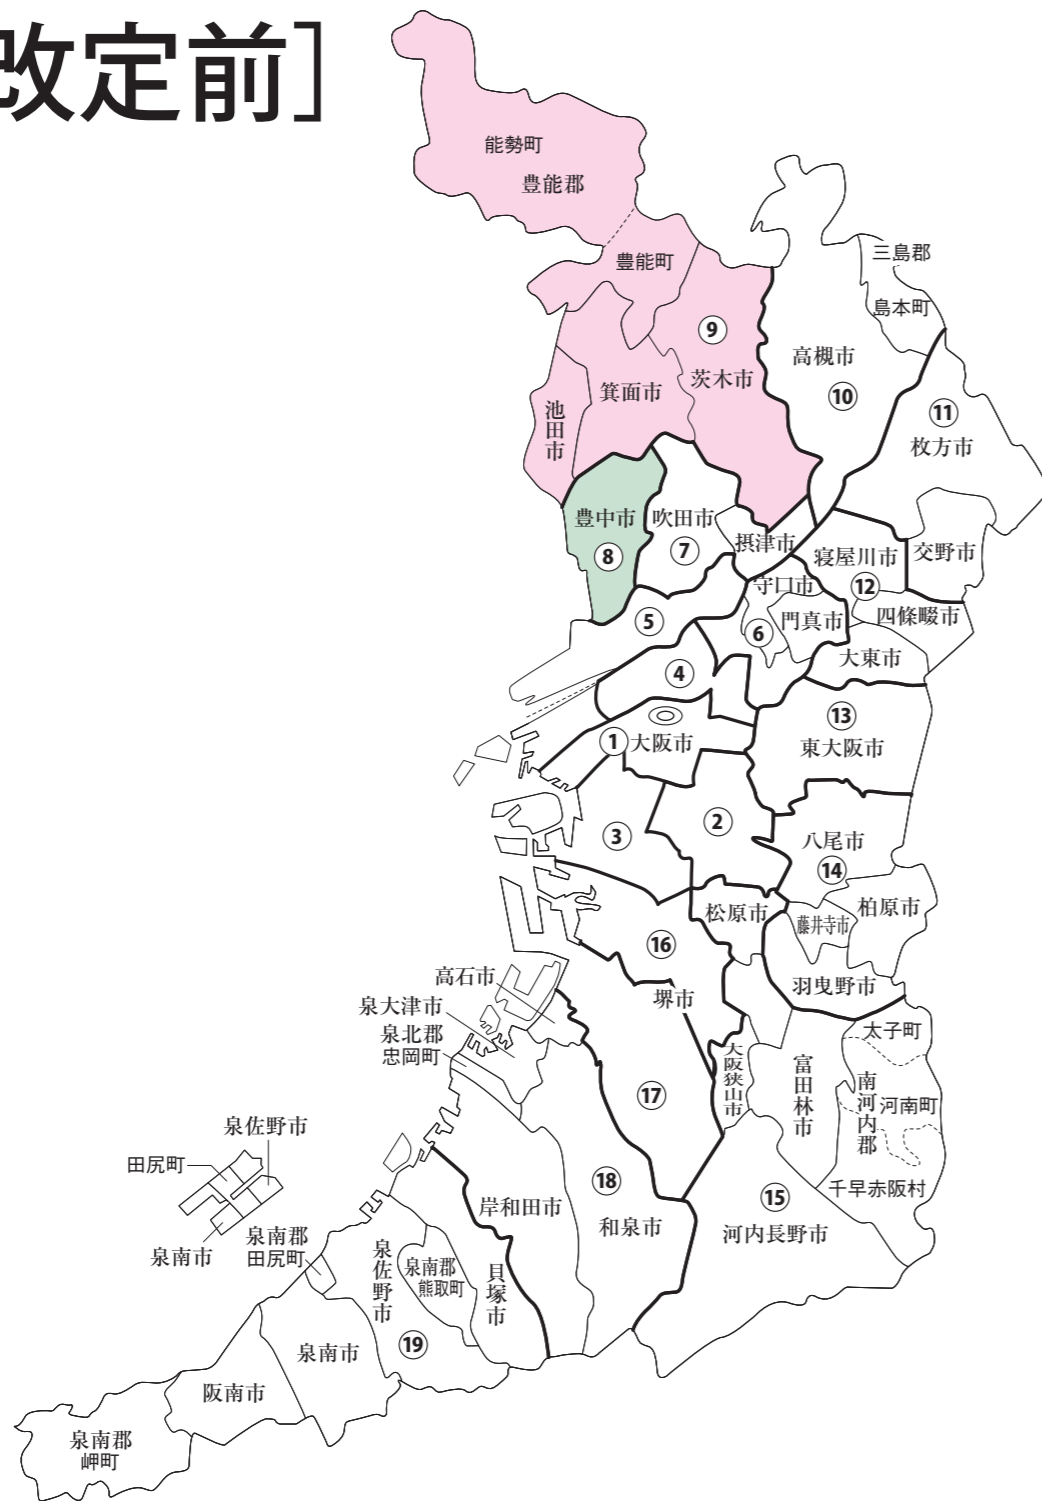 改定前]
能勢町
豊能郡
豊能町
三島郡
島本町
⑨
高槻市
茨木市
箕面市
⑩
⑪
池田市
枚方市
豊中市
吹田市
⑧
⑦
摂津市
寝屋川市
交野市
⑫
守口市
門真市
四條畷市
⑤
⑥
大東市
④
⑬
①
大阪市
東大阪市
②
③
八尾市
⑭
松原市
藤井寺市
柏原市
⑯
羽曳野市
高石市
堺市
泉大津市
泉北郡
忠岡町
太子町
大阪狭山市
富田林市
南河内郡
河南町
⑰
千早赤阪村
泉佐野市
田尻町
泉南市
⑱
⑮
岸和田市
和泉市
河内長野市
泉南郡
田尻町
泉佐野市
泉南郡
熊取町
貝塚市
⑲
泉南市
阪南市
泉南郡
岬町